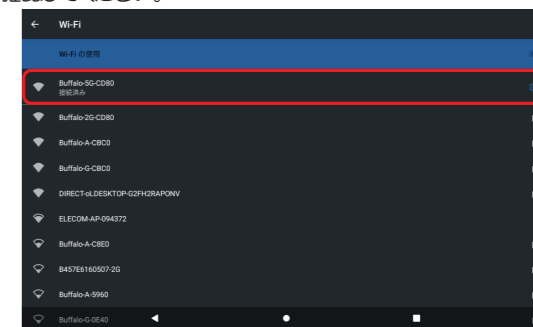 Wi-Fi
Wi-Fi の使用
Buffalo-5G-CD80
接続済み
Buffalo-2G-CD80
Buffalo-A-CBC0
Buffalo-G-CBC0
DIRECT-oLDESKTOP-G2FH2RAPONV
ELECOM-AP-094372
Buffalo-A-C8E0
B457E6160507-2G
Buffalo-A-5960
Buffalo-G-0E40